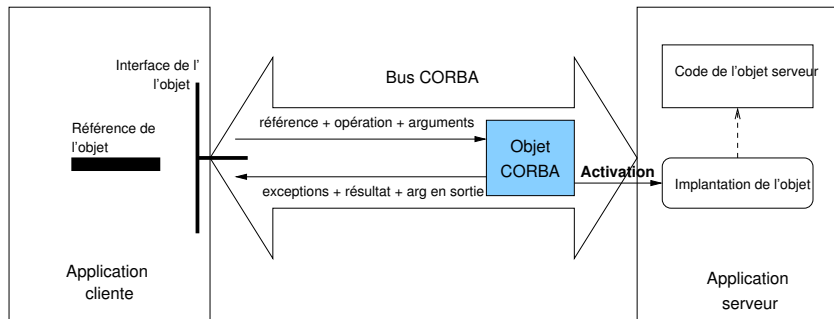 Interface de l'
l'objet
Référence de
l'objet
Application
cliente
Bus CORBA
référence + opération + arguments
Objet
CORBA
exceptions + résultat + arg en sortie
Activation
Code de l'objet serveur
Implantation de l'objet
Application
serveur